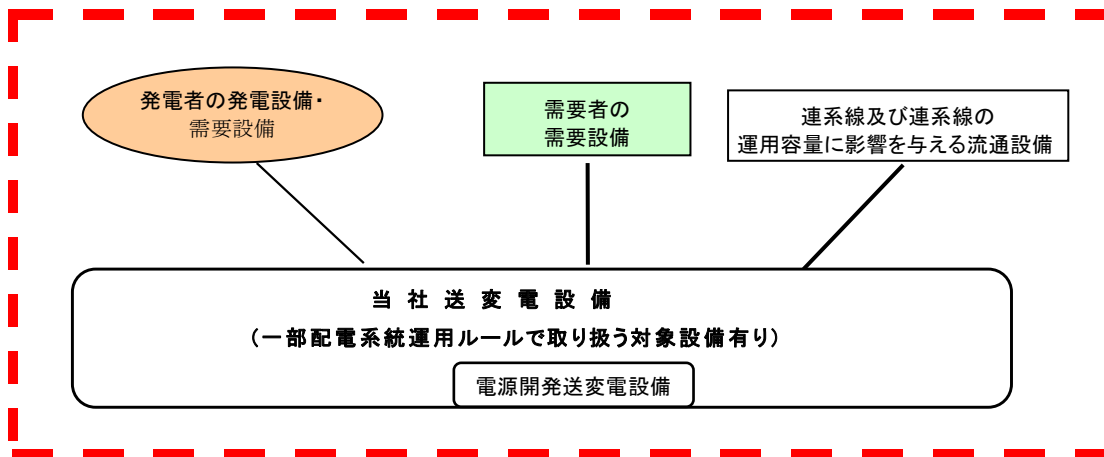 発電者の発電設備・
需要設備
需要者の
需要設備
連系線及び連系線の
運用容量に影響を与える流通設備
当社送変電設備
(一部配電系統運用ルールで取り扱う対象設備有り)
電源開発送変電設備